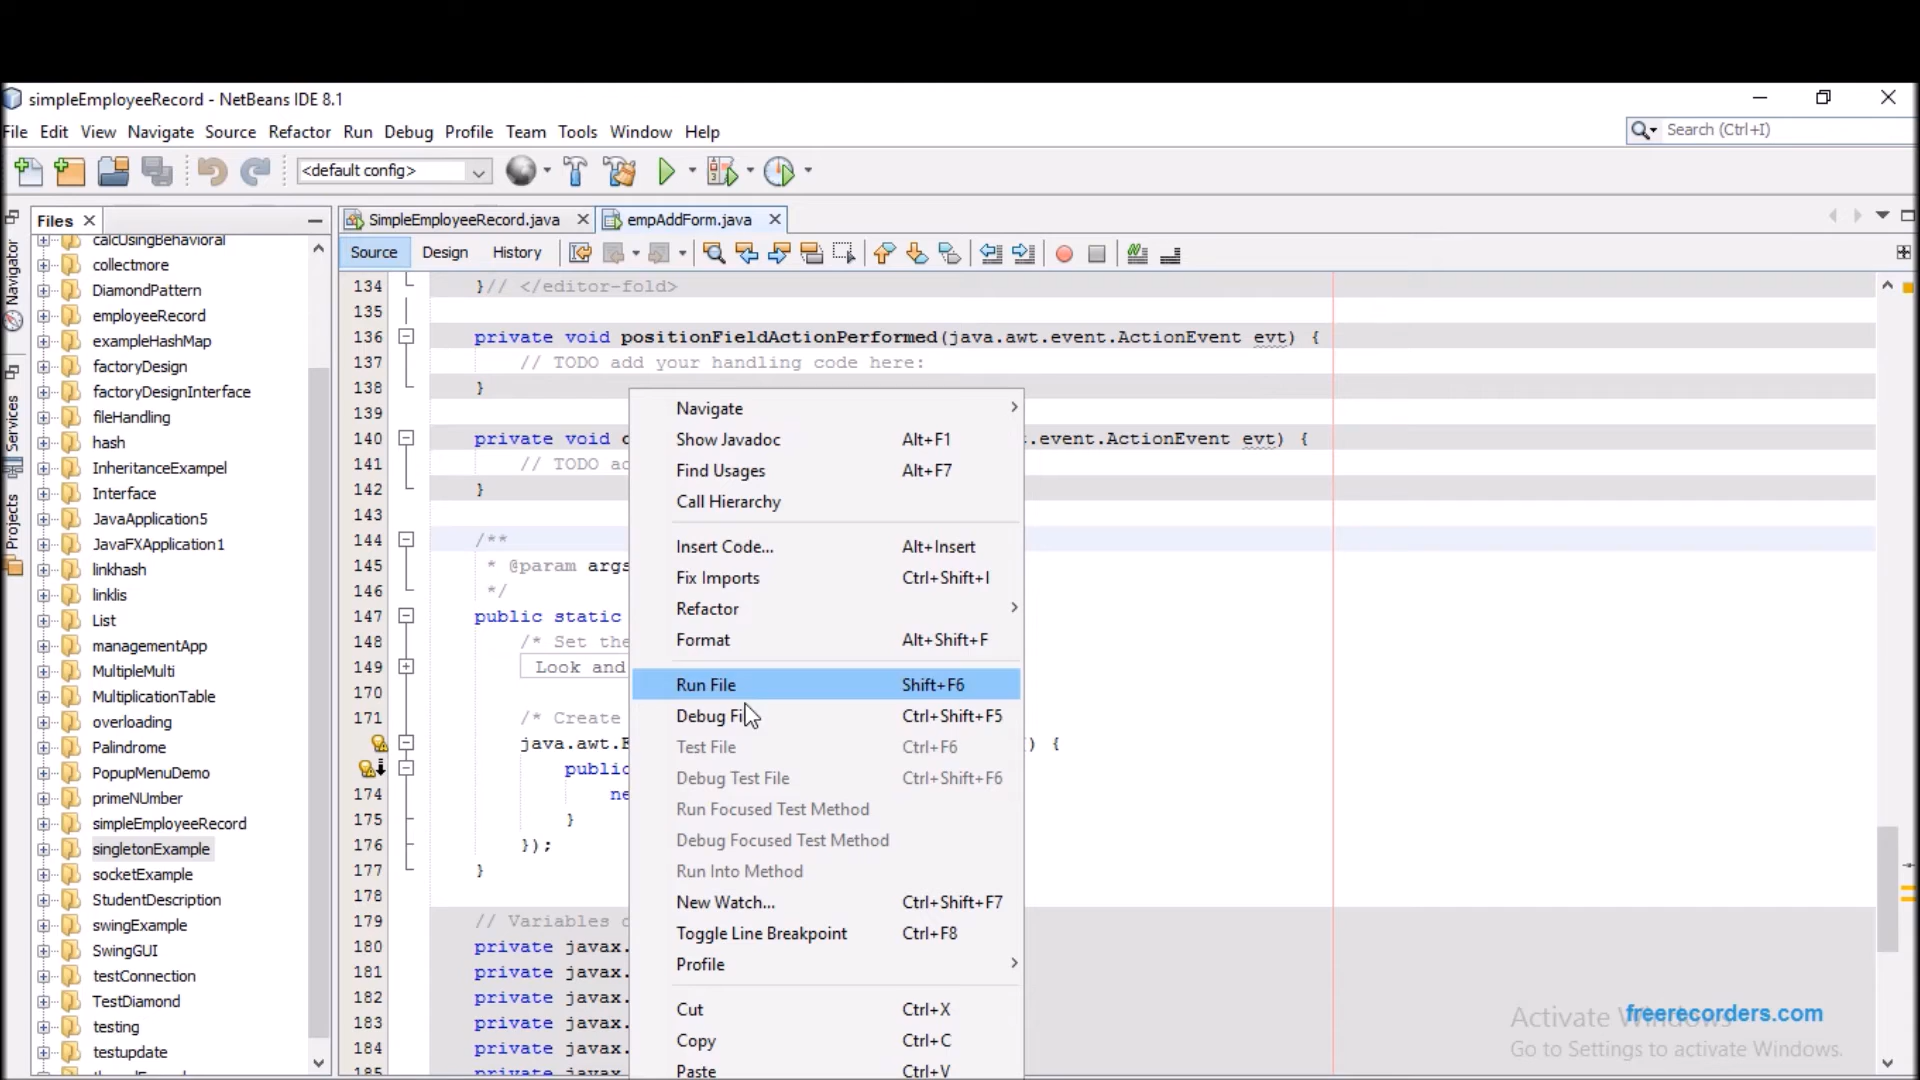 simpleEmployeeRecord - NetBeans IDE 8.1
File Edit View Navigate Source Refactor Run Debug Profile Team Tools Window Help
Search (Ctrl+I)
<default config>
Files
SimpleEmployeeRecord.java
empAddForm.java
Source Design History
Navigator
Services
Projects
calcUsingBehavioral
collectmore
DiamondPattern
employeeRecord
exampleHashMap
factoryDesign
factoryDesignInterface
fileHandling
hash
InheritanceExampel
Interface
JavaApplication5
JavaFXApplication1
linkhash
linklis
List
managementApp
MultipleMulti
MultiplicationTable
overloading
Palindrome
PopupMenuDemo
primeNUmber
simpleEmployeeRecord
singletonExample
socketExample
StudentDescription
swingExample
SwingGUI
testConnection
TestDiamond
testing
testupdate
134 }// </editor-fold>
135
136 private void positionFieldActionPerformed(java.awt.event.ActionEvent evt) {
137 // TODO add your handling code here:
138 }
139
140 private void .event.ActionEvent evt) {
141 // TODO
142 }
143
144 /**
145 * @param args
146 */
147 public static
148 /* Set the
149 Look and
170
171 /* Create
java.awt. ) {
public
174 ne
175 }
176 });
177 }
178
179 // Variables
180 private javax.
181 private javax.
182 private javax.
183 private javax.
184 private javax.
185 private javax.
Navigate
Show Javadoc Alt+F1
Find Usages Alt+F7
Call Hierarchy
Insert Code... Alt+Insert
Fix Imports Ctrl+Shift+I
Refactor
Format Alt+Shift+F
Run File Shift+F6
Debug File Ctrl+Shift+F5
Test File Ctrl+F6
Debug Test File Ctrl+Shift+F6
Run Focused Test Method
Debug Focused Test Method
Run Into Method
New Watch... Ctrl+Shift+F7
Toggle Line Breakpoint Ctrl+F8
Profile
Cut Ctrl+X
Copy Ctrl+C
Paste Ctrl+V
Activate Windows
freerecorders.com
Go to Settings to activate Windows.